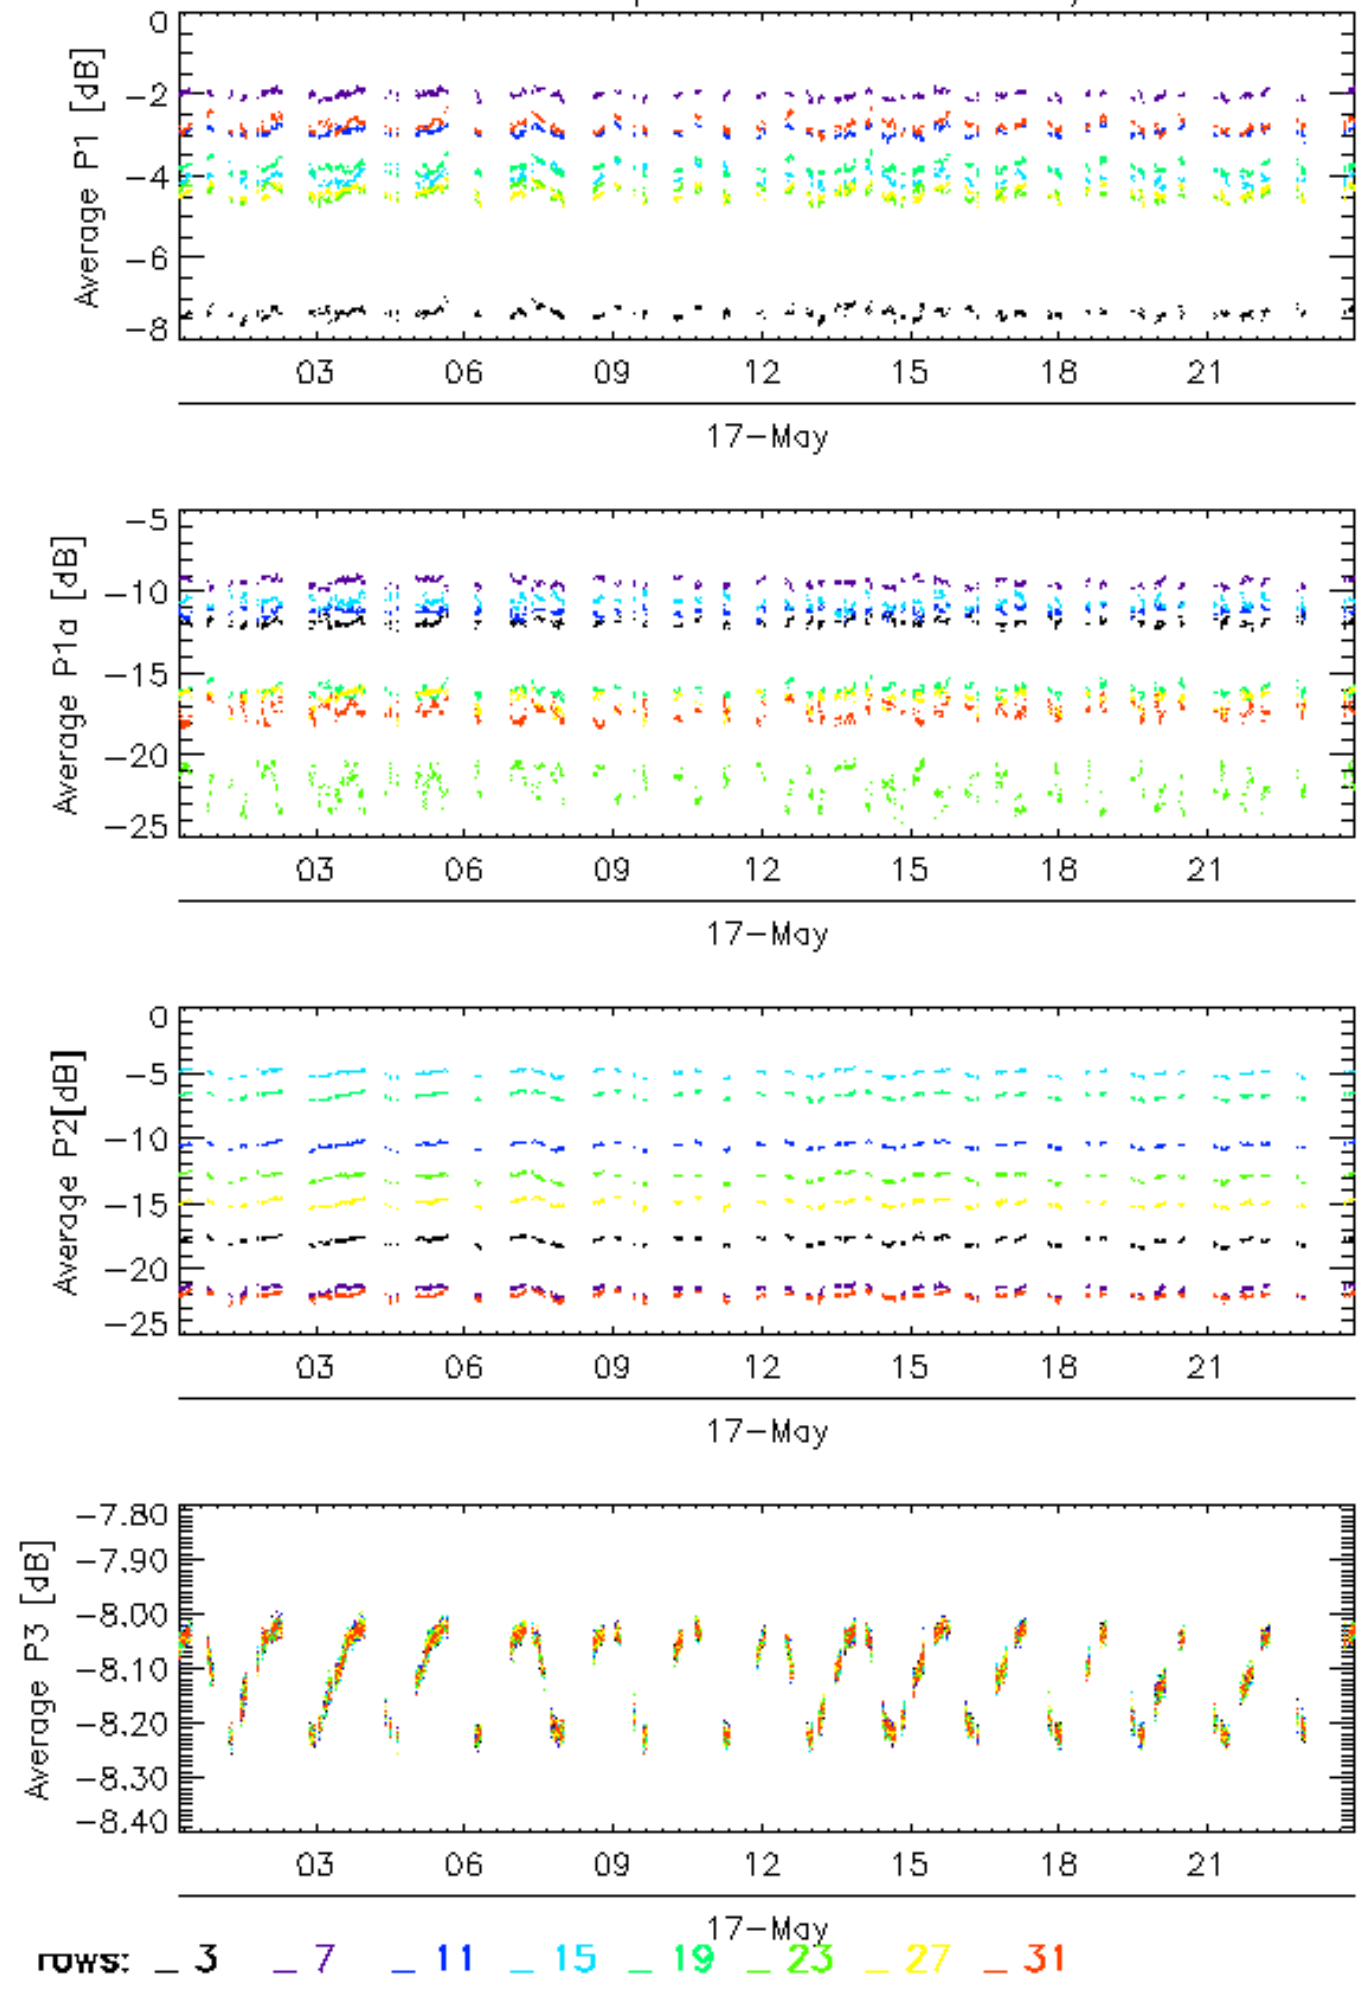 Average P1 [dB]
0
−2
−4
−6
−8
03 06 09 12 15 18 21
17−May
Average P1a [dB]
−5
−10
−15
−20
−25
03 06 09 12 15 18 21
17−May
Average P2[dB]
0
−5
−10
−15
−20
−25
03 06 09 12 15 18 21
17−May
Average P3 [dB]
−7.80
−7.90
−8.00
−8.10
−8.20
−8.30
−8.40
03 06 09 12 15 18 21
17−May
rows: _ 3 _ 7 _ 11 _ 15 _ 19 _ 23 _ 27 _ 31